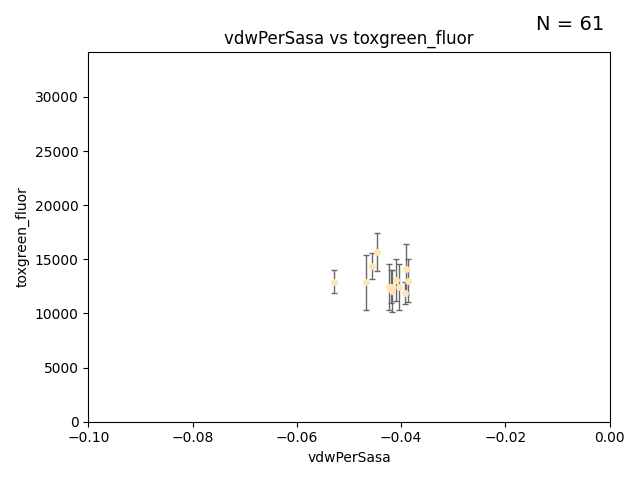 N = 61
vdwPerSasa vs toxgreen_fluor
30000
25000
20000
15000
10000
5000
0
toxgreen_fluor
−0.10 −0.08 −0.06 −0.04 −0.02 0.00
vdwPerSasa